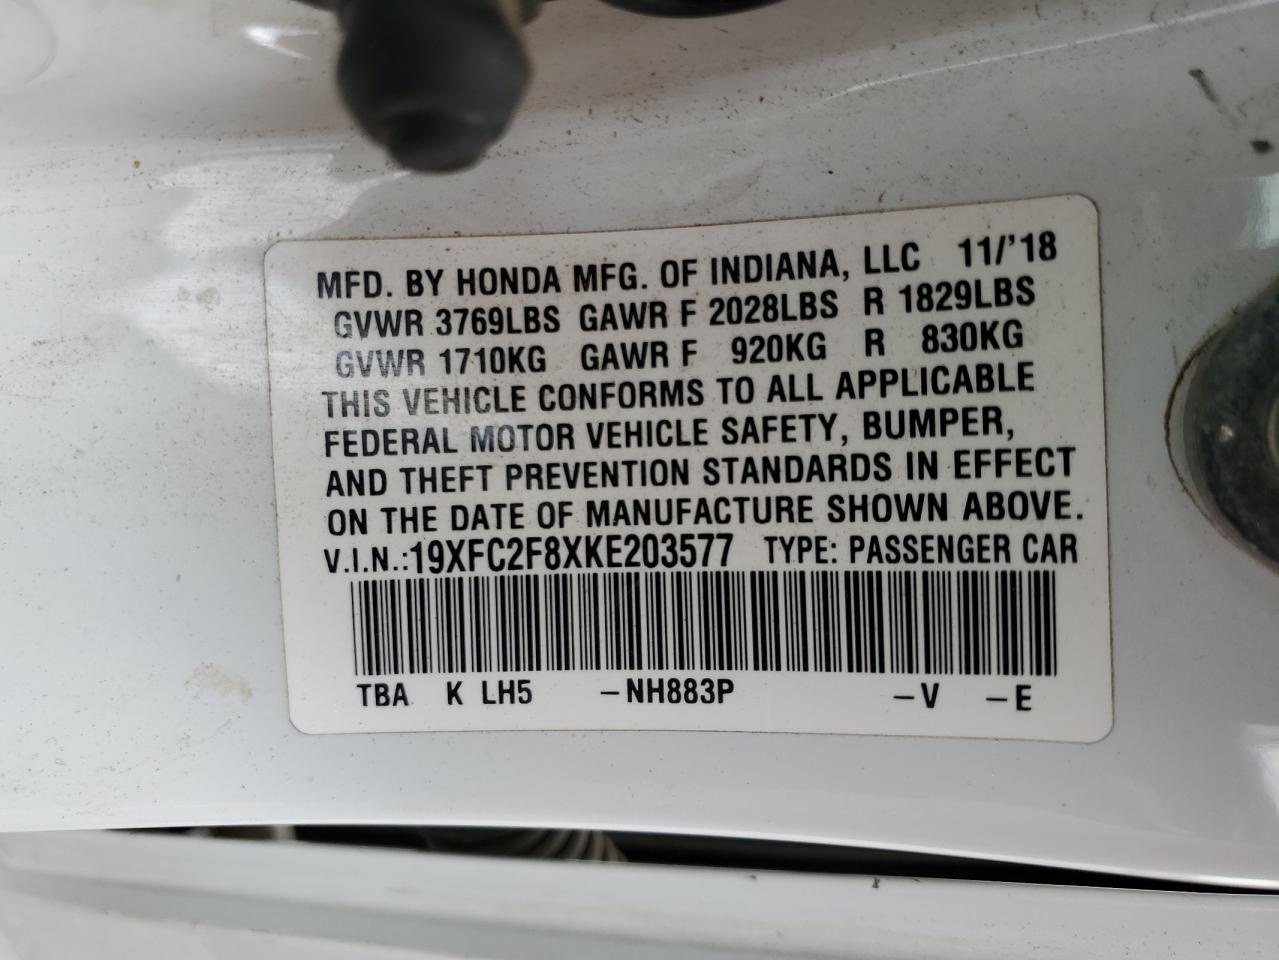 MFD. BY HONDA MFG. OF INDIANA, LLC 11/'18
GVWR 3769LBS GAWR F 2028LBS R 1829LBS
GVWR 1710KG GAWR F 920KG R 830KG
THIS VEHICLE CONFORMS TO ALL APPLICABLE
FEDERAL MOTOR VEHICLE SAFETY, BUMPER,
AND THEFT PREVENTION STANDARDS IN EFFECT
ON THE DATE OF MANUFACTURE SHOWN ABOVE.
V.I.N.:19XFC2F8XKE203577 TYPE: PASSENGER CAR
TBA K LH5 –NH883P –V –E